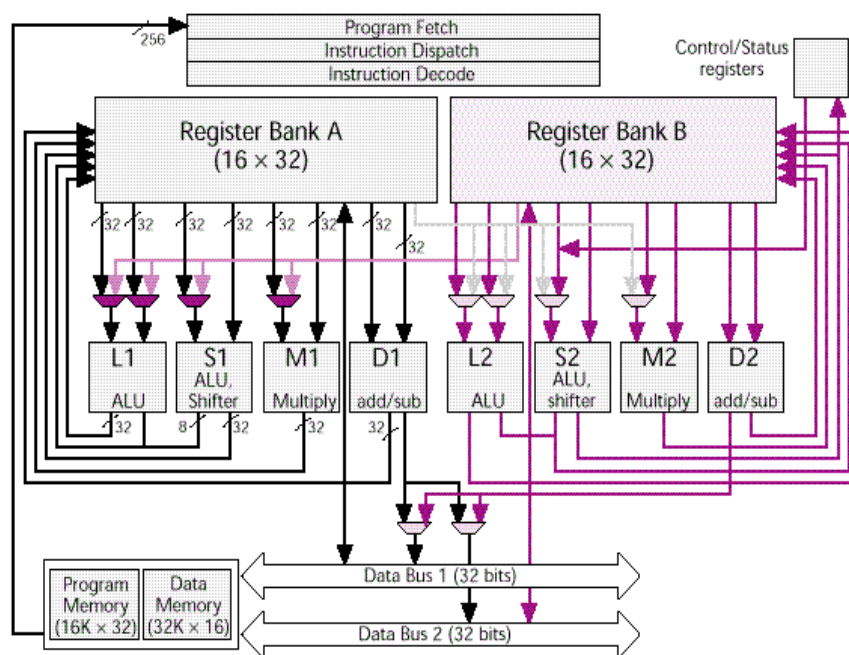 256
Program Fetch
Instruction Dispatch
Instruction Decode
Control/Status
registers
Register Bank A
(16 × 32)
Register Bank B
(16 × 32)
32
32
32
32
32
32
32
32
L1
ALU
S1
ALU,
Shifter
M1
Multiply
D1
add/sub
L2
ALU
S2
ALU,
shifter
M2
Multiply
D2
add/sub
32
8
32
32
32
Program
Memory
(16K × 32)
Data
Memory
(32K × 16)
Data Bus 1 (32 bits)
Data Bus 2 (32 bits)